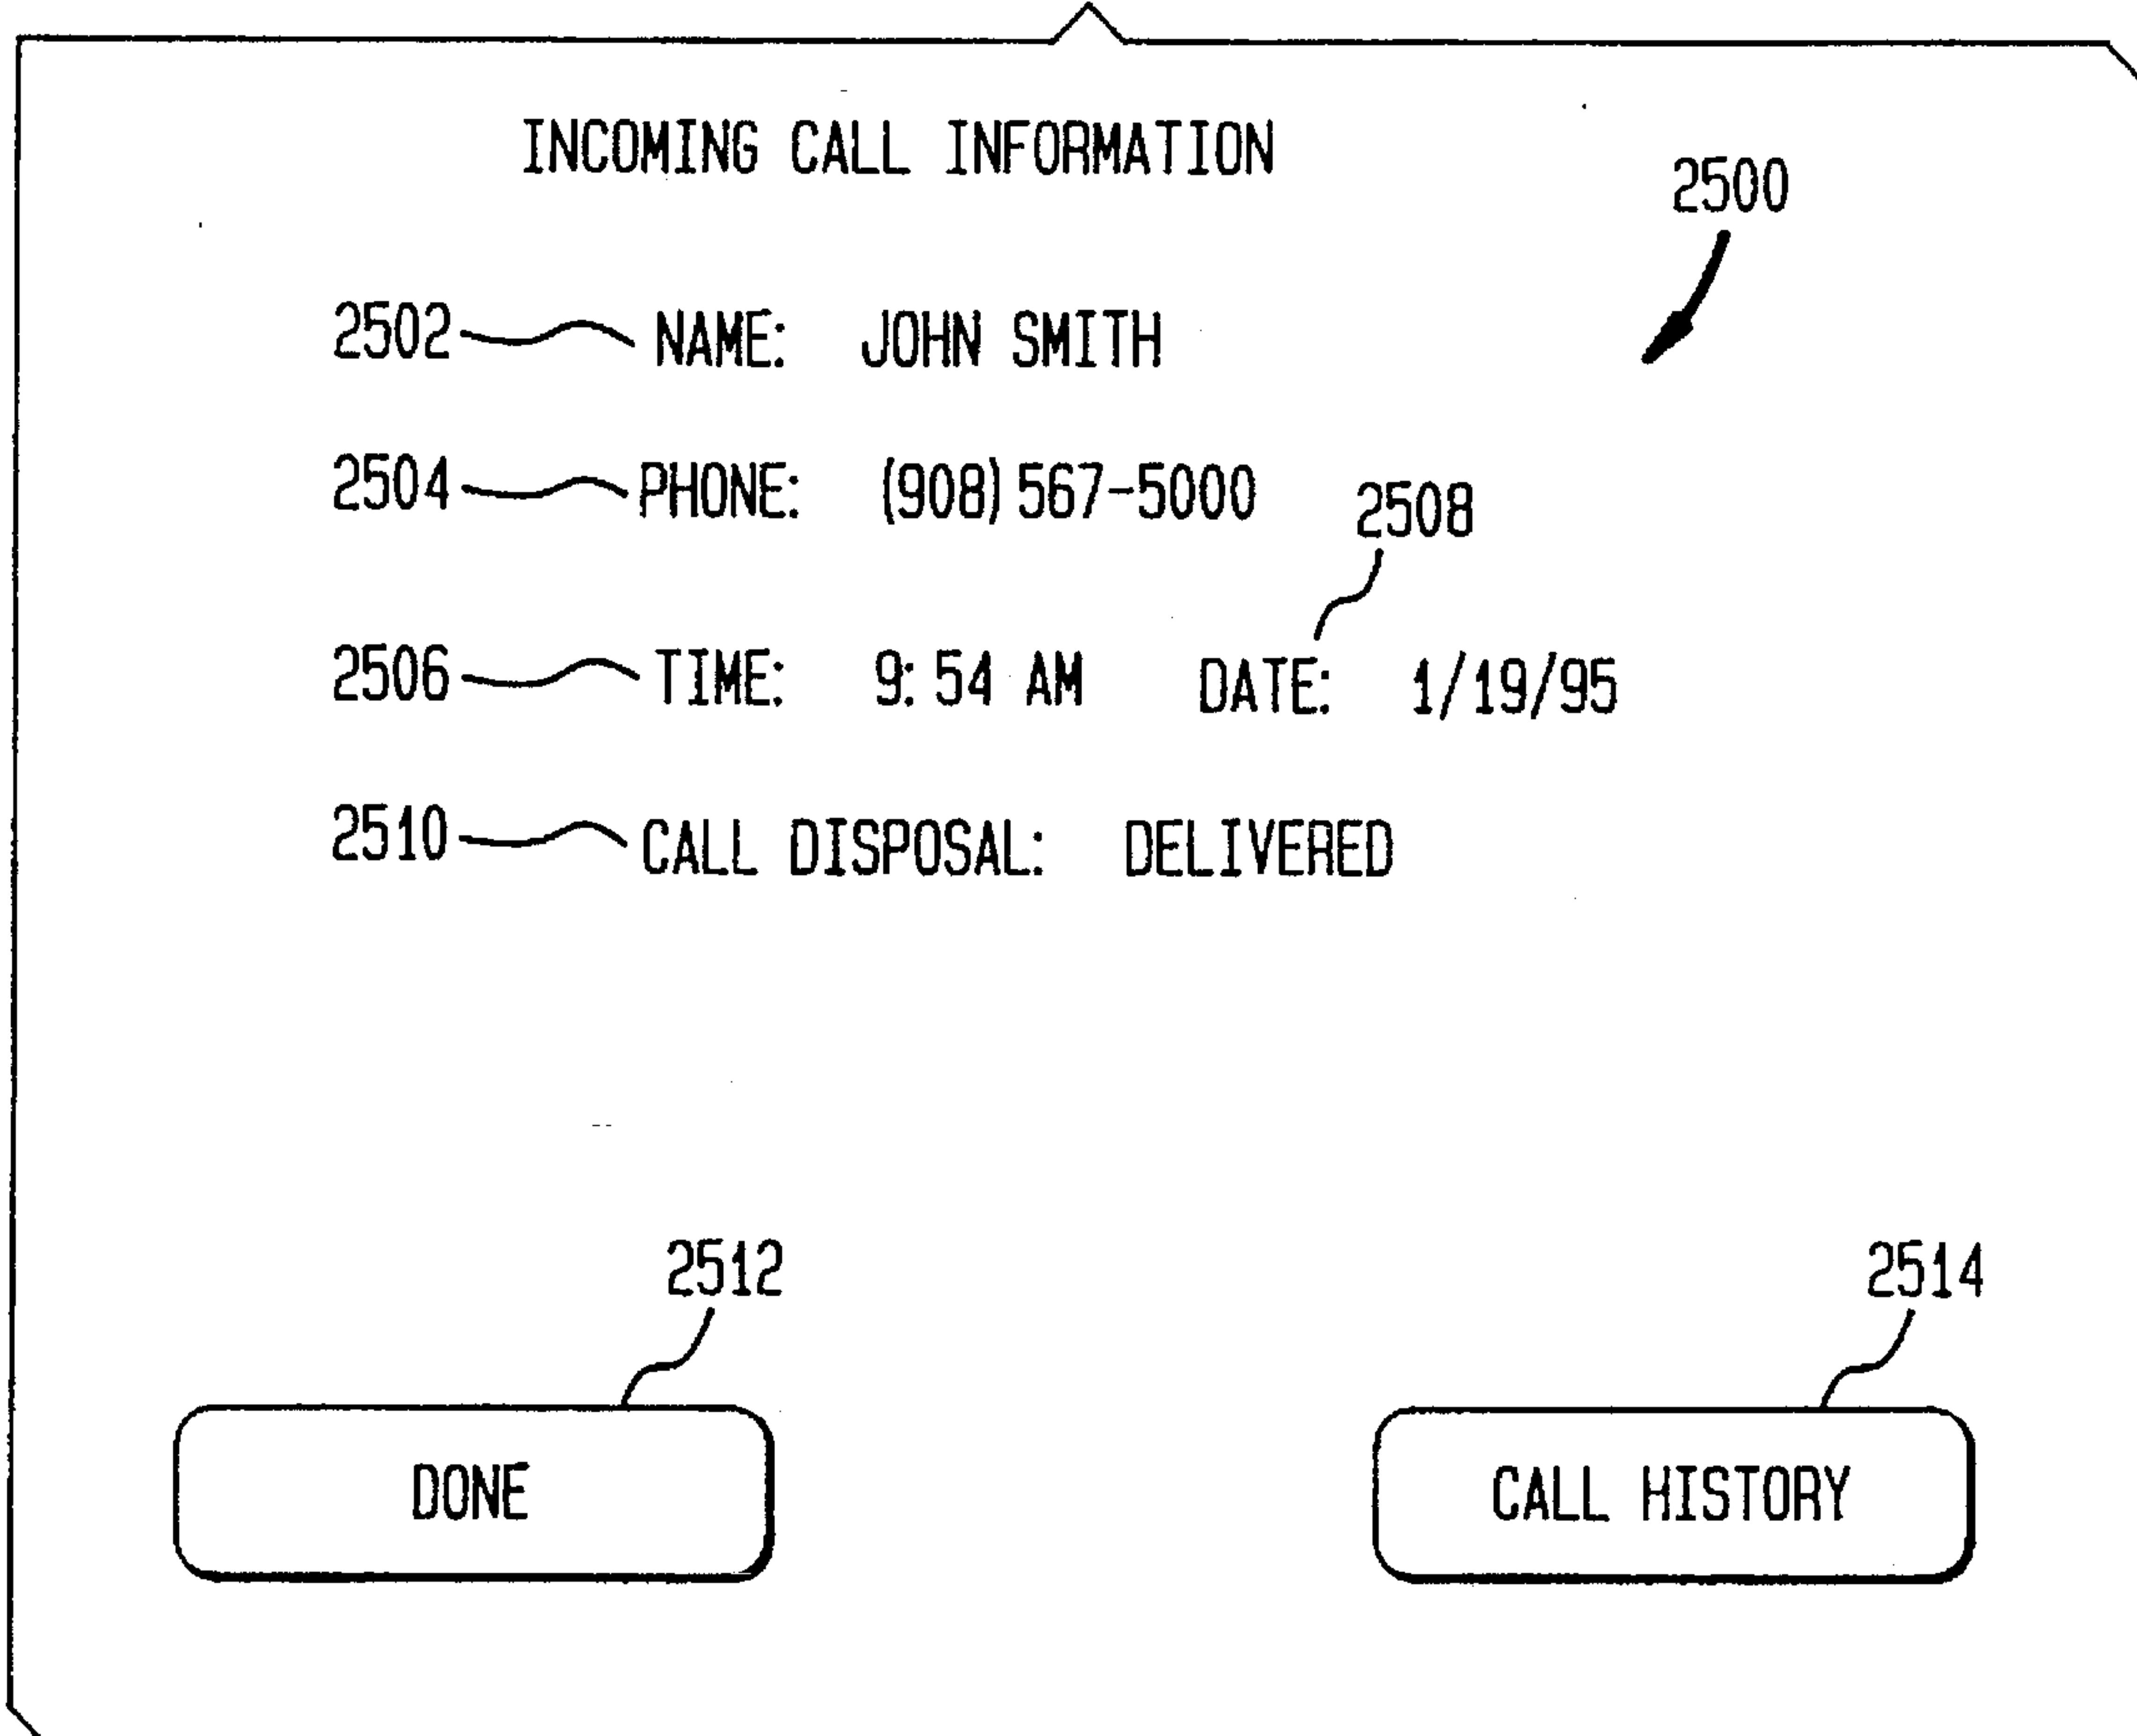 INCOMING CALL INFORMATION
2500
2502 NAME: JOHN SMITH
2504 PHONE: (908) 567-5000
2508
2506 TIME: 9:54 AM DATE: 1/19/95
2510 CALL DISPOSAL: DELIVERED
2512 2514
DONE CALL HISTORY